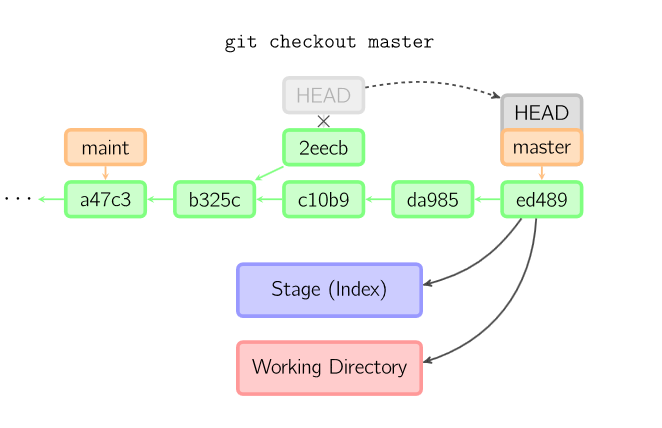 git checkout master
HEAD
HEAD
maint
2eecb
master
...
a47c3
b325c
c10b9
da985
ed489
Stage (Index)
Working Directory